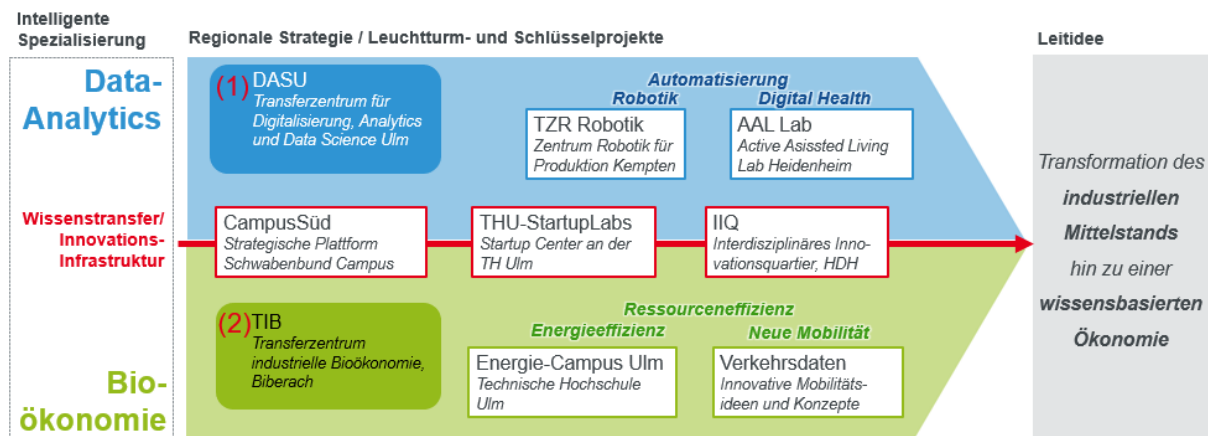 Intelligente
Spezialisierung
Regionale Strategie / Leuchtturm- und Schlüsselprojekte
Leitidee
Data-
Analytics
(1) DASU
Transferzentrum für
Digitalisierung, Analytics
und Data Science Ulm
Automatisierung
Robotik
Digital Health
TZR Robotik
Zentrum Robotik für
Produktion Kempten
AAL Lab
Active Asissted Living
Lab Heidenheim
Wissenstransfer/
Innovations-
Infrastruktur
CampusSüd
Strategische Plattform
Schwabenbund Campus
THU-StartupLabs
Startup Center an der
TH Ulm
IIQ
Interdisziplinäres Inno-
vationsquartier, HDH
Bio-
ökonomie
(2) TIB
Transferzentrum
industrielle Bioökonomie,
Biberach
Ressourceneffizienz
Energieeffizienz
Neue Mobilität
Energie-Campus Ulm
Technische Hochschule
Ulm
Verkehrsdaten
Innovative Mobilitäts-
ideen und Konzepte
Transformation des
industriellen
Mittelstands
hin zu einer
wissensbasierten
Ökonomie